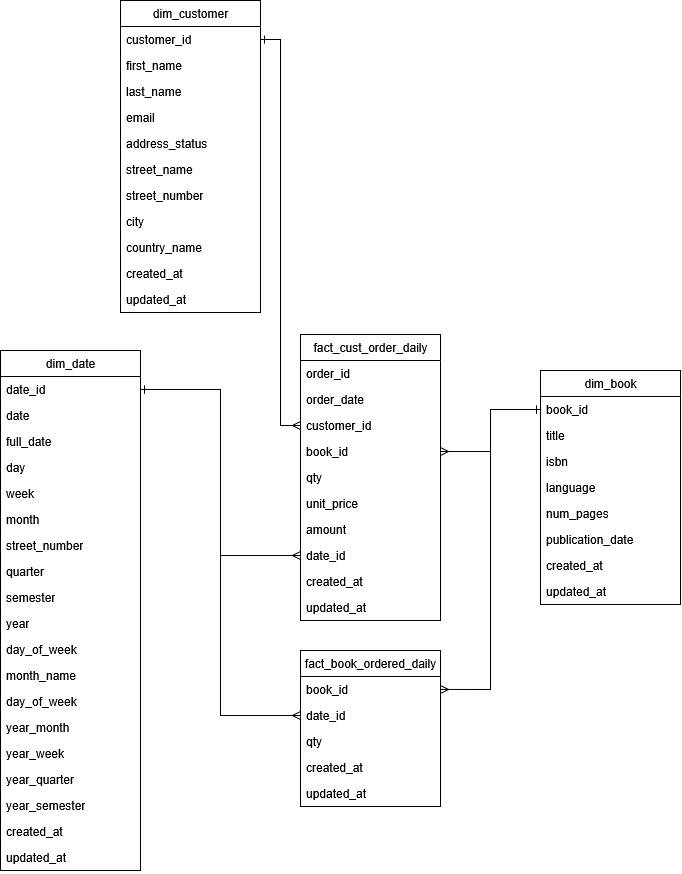 dim_customer
customer_id
first_name
last_name
email
address_status
street_name
street_number
city
country_name
created_at
updated_at
dim_date
date_id
date
full_date
day
week
month
street_number
quarter
semester
year
day_of_week
month_name
day_of_week
year_month
year_week
year_quarter
year_semester
created_at
updated_at
fact_cust_order_daily
order_id
order_date
customer_id
book_id
qty
unit_price
amount
date_id
created_at
updated_at
fact_book_ordered_daily
book_id
date_id
qty
created_at
updated_at
dim_book
book_id
title
isbn
language
num_pages
publication_date
created_at
updated_at